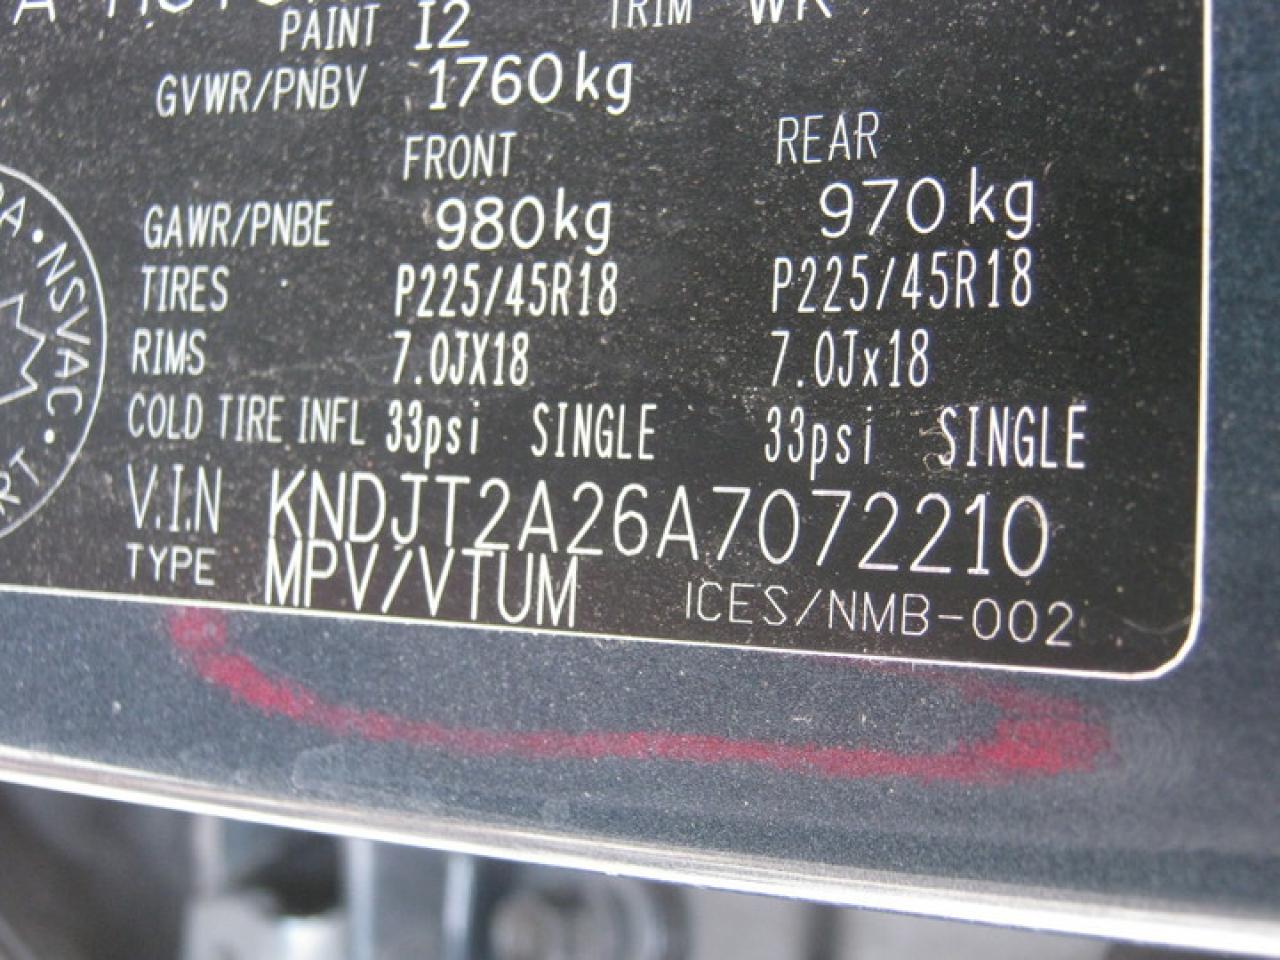 PAINT I2 TRIM WK
GVWR/PNBV 1760kg
FRONT REAR
GAWR/PNBE 980kg 970kg
TIRES P225/45R18 P225/45R18
RIMS 7.0JX18 7.0Jx18
COLD TIRE INFL 33psi SINGLE 33psi SINGLE
V.I.N KNDJT2A26A7072210
TYPE MPV/VTUM ICES/NMB-002
NSVAC